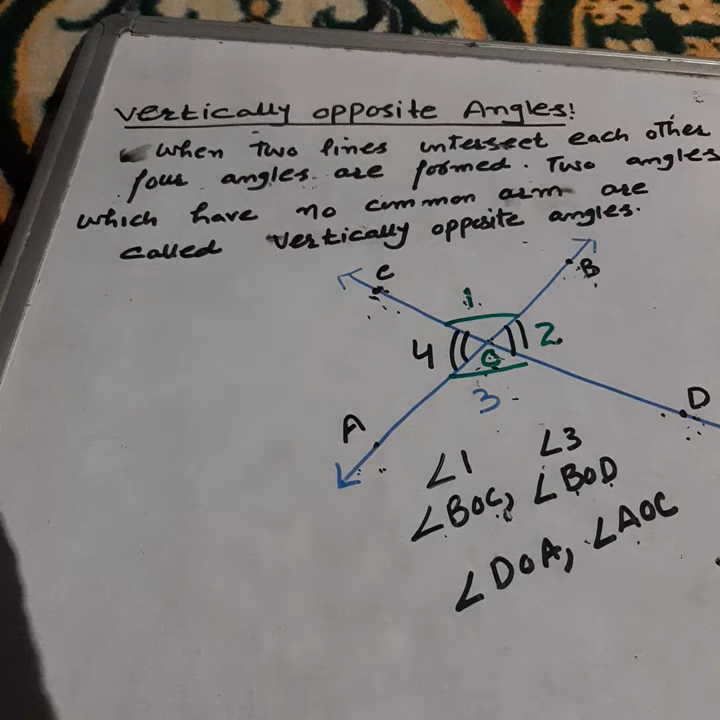 Vertically opposite Angles:
When two lines intersect each other
four angles are formed. Two angles
which have no common arm are
called vertically opposite angles.
C
B
1
4
2
O
3
A
D
∠1 ∠3
∠BOC, ∠BOD
∠DOA, ∠AOC